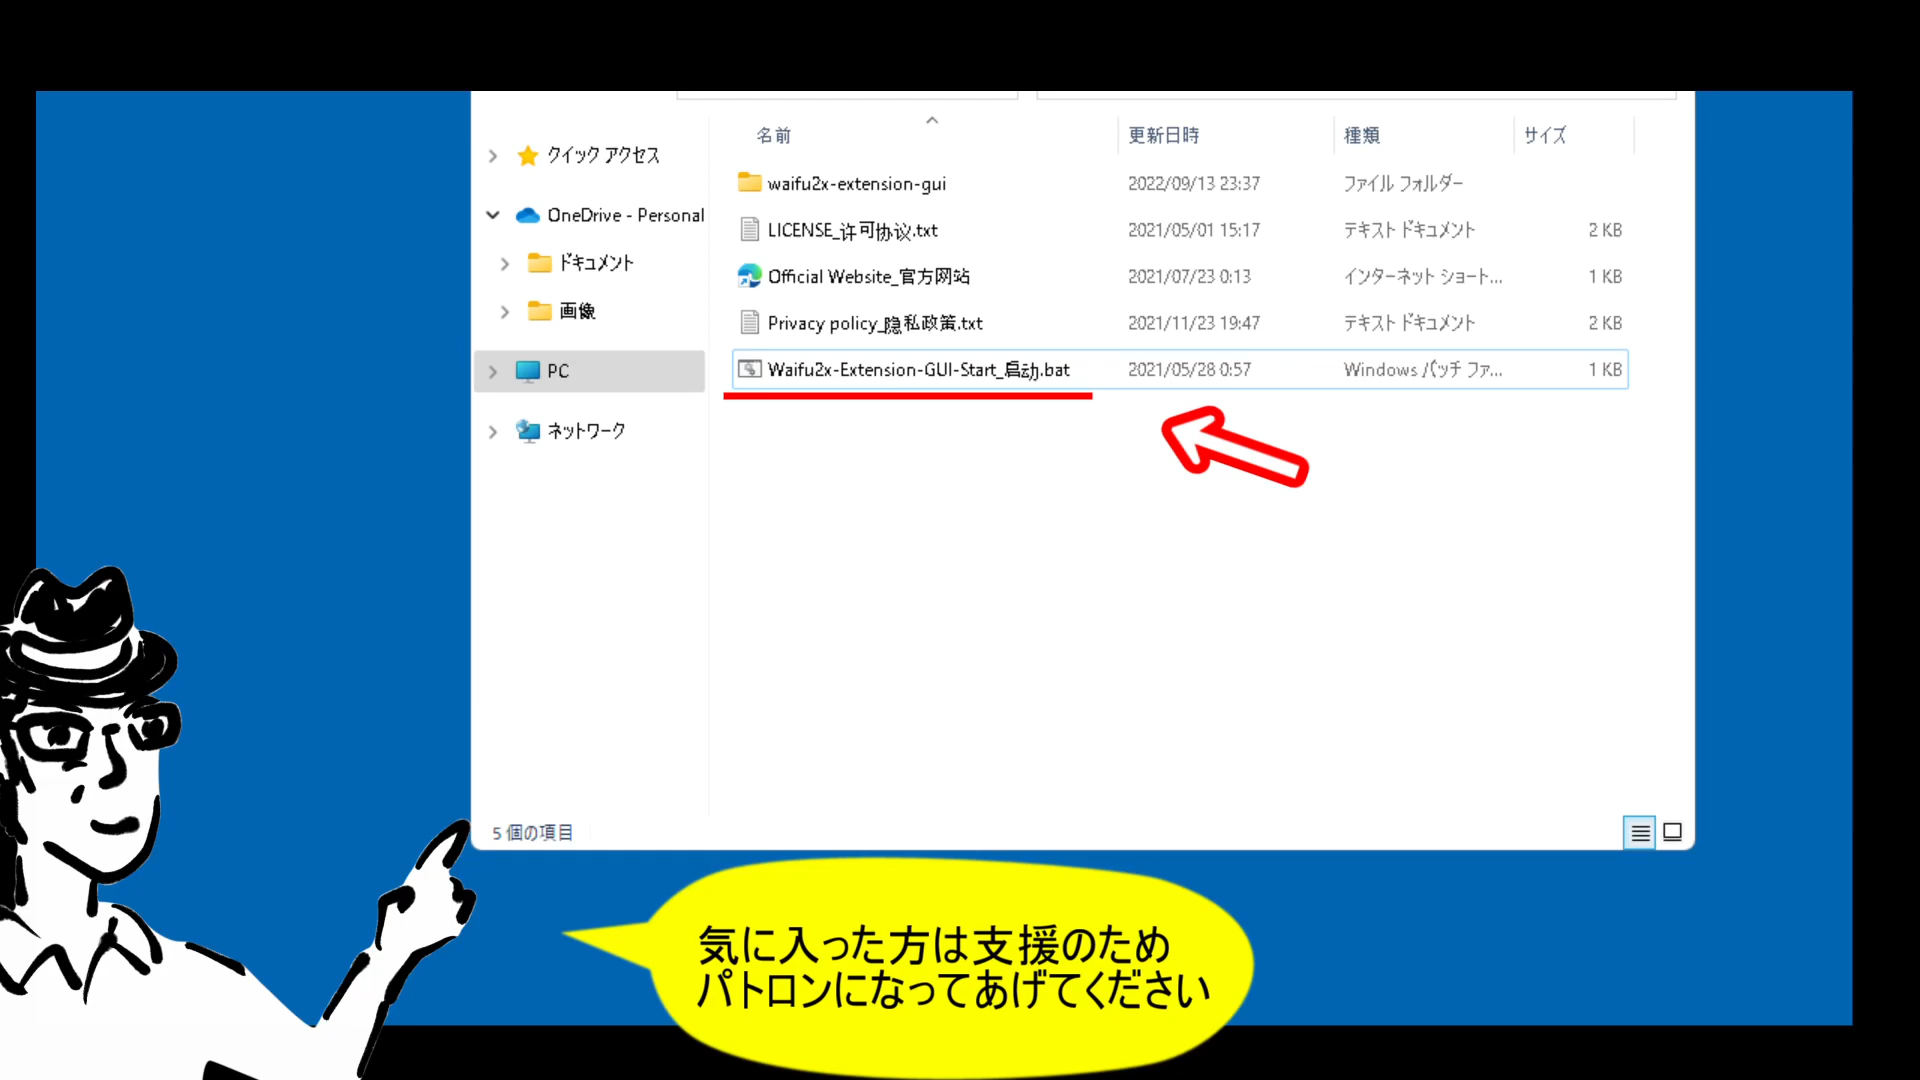 名前 更新日時 種類 サイズ
クイック アクセス
OneDrive - Personal
ドキュメント
画像
PC
ネットワーク
waifu2x-extension-gui 2022/09/13 23:37 ファイル フォルダー
LICENSE_许可协议.txt 2021/05/01 15:17 テキスト ドキュメント 2 KB
Official Website_官方网站 2021/07/23 0:13 インターネット ショート... 1 KB
Privacy policy_隐私政策.txt 2021/11/23 19:47 テキスト ドキュメント 2 KB
Waifu2x-Extension-GUI-Start_启动.bat 2021/05/28 0:57 Windows バッチ ファ... 1 KB
5 個の項目
気に入った方は支援のため
パトロンになってあげてください